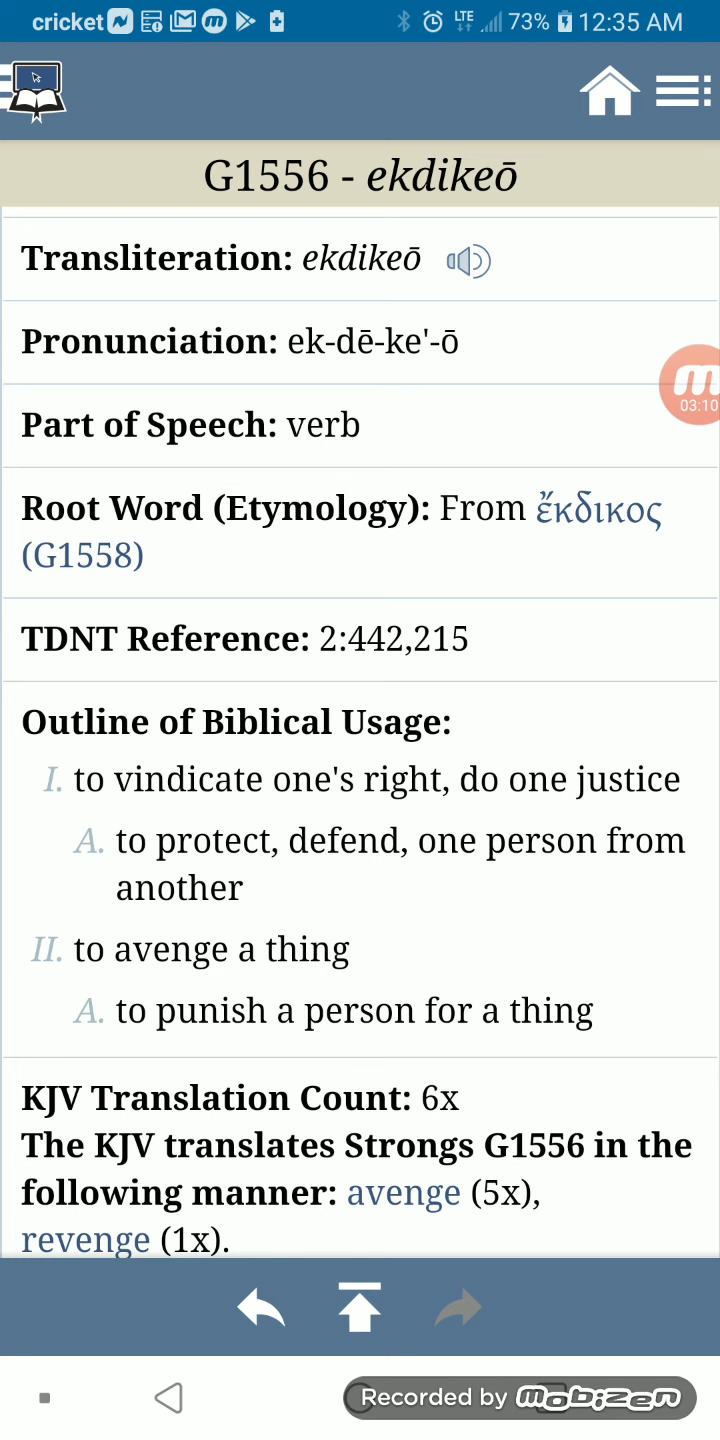 cricket LTE 73% 12:35 AM
G1556 - ekdikeō
Transliteration: ekdikeō
Pronunciation: ek-dē-ke'-ō
m
03:10
Part of Speech: verb
Root Word (Etymology): From ἔκδικος
(G1558)
TDNT Reference: 2:442,215
Outline of Biblical Usage:
I. to vindicate one's right, do one justice
A. to protect, defend, one person from
another
II. to avenge a thing
A. to punish a person for a thing
KJV Translation Count: 6x
The KJV translates Strongs G1556 in the
following manner: avenge (5x),
revenge (1x).
Recorded by mobizen